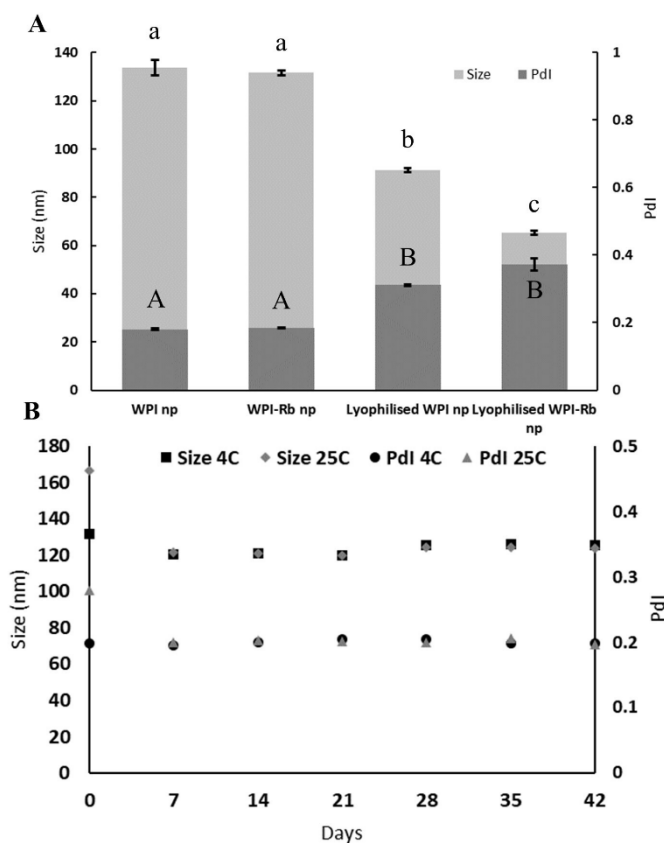 A
a
a
140
1
Size
PdI
120
0.8
b
100
Size (nm)
80
0.6
PdI
c
60
0.4
B
B
40
A
A
0.2
20
0
0
WPI np
WPI-Rb np
Lyophilised WPI np
Lyophilised WPI-Rb
np
B
180
0.5
Size 4C
Size 25C
PdI 4C
PdI 25C
160
0.4
140
120
0.3
Size (nm)
100
PdI
80
0.2
60
40
0.1
20
0
0
0
7
14
21
28
35
42
Days